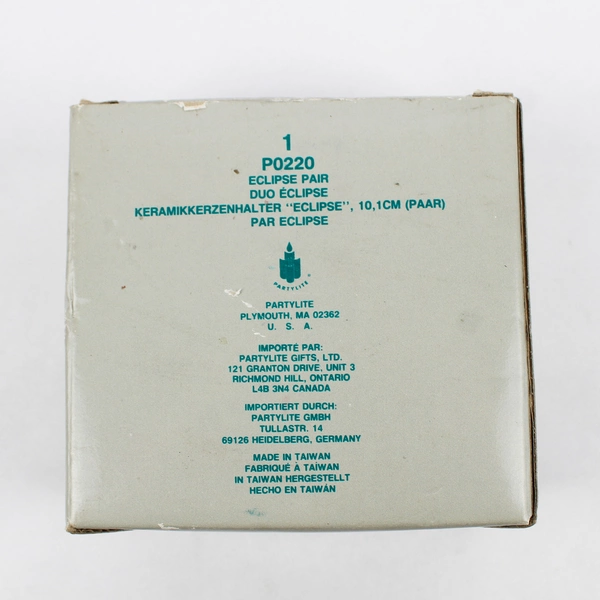 1
P0220
ECLIPSE PAIR
DUO ÉCLIPSE
KERAMIKKERZENHALTER "ECLIPSE", 10,1CM (PAAR)
PAR ECLIPSE
PARTYLITE®
PARTYLITE
PLYMOUTH, MA 02362
U. S. A.
IMPORTÉ PAR:
PARTYLITE GIFTS, LTD.
121 GRANTON DRIVE, UNIT 3
RICHMOND HILL, ONTARIO
L4B 3N4 CANADA
IMPORTIERT DURCH:
PARTYLITE GMBH
TULLASTR. 14
69126 HEIDELBERG, GERMANY
MADE IN TAIWAN
FABRIQUÉ À TAIWAN
IN TAIWAN HERGESTELLT
HECHO EN TAIWÁN